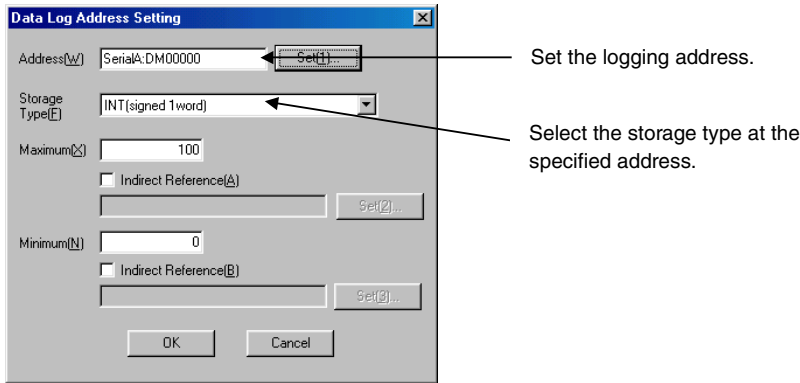 Data Log Address Setting
Address(W) SerialA:DM00000 Set(1)...
Set the logging address.
Storage
Type(F) INT(signed 1word)
Select the storage type at the
specified address.
Maximum(X) 100
Indirect Reference(A)
Set(2)...
Minimum(N) 0
Indirect Reference(B)
Set(3)...
OK Cancel